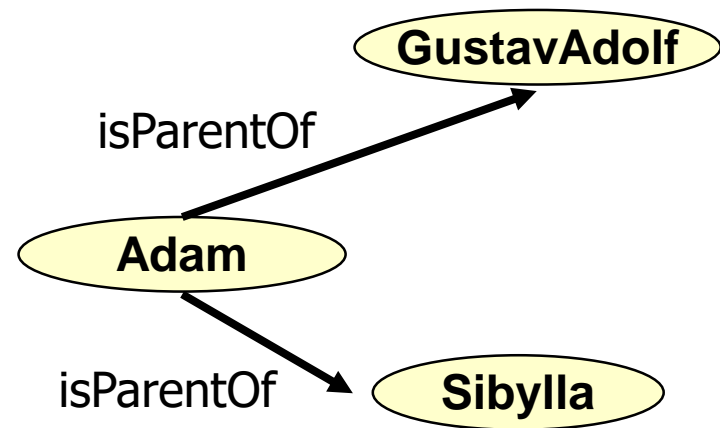 GustavAdolf
isParentOf
Adam
isParentOf
Sibylla